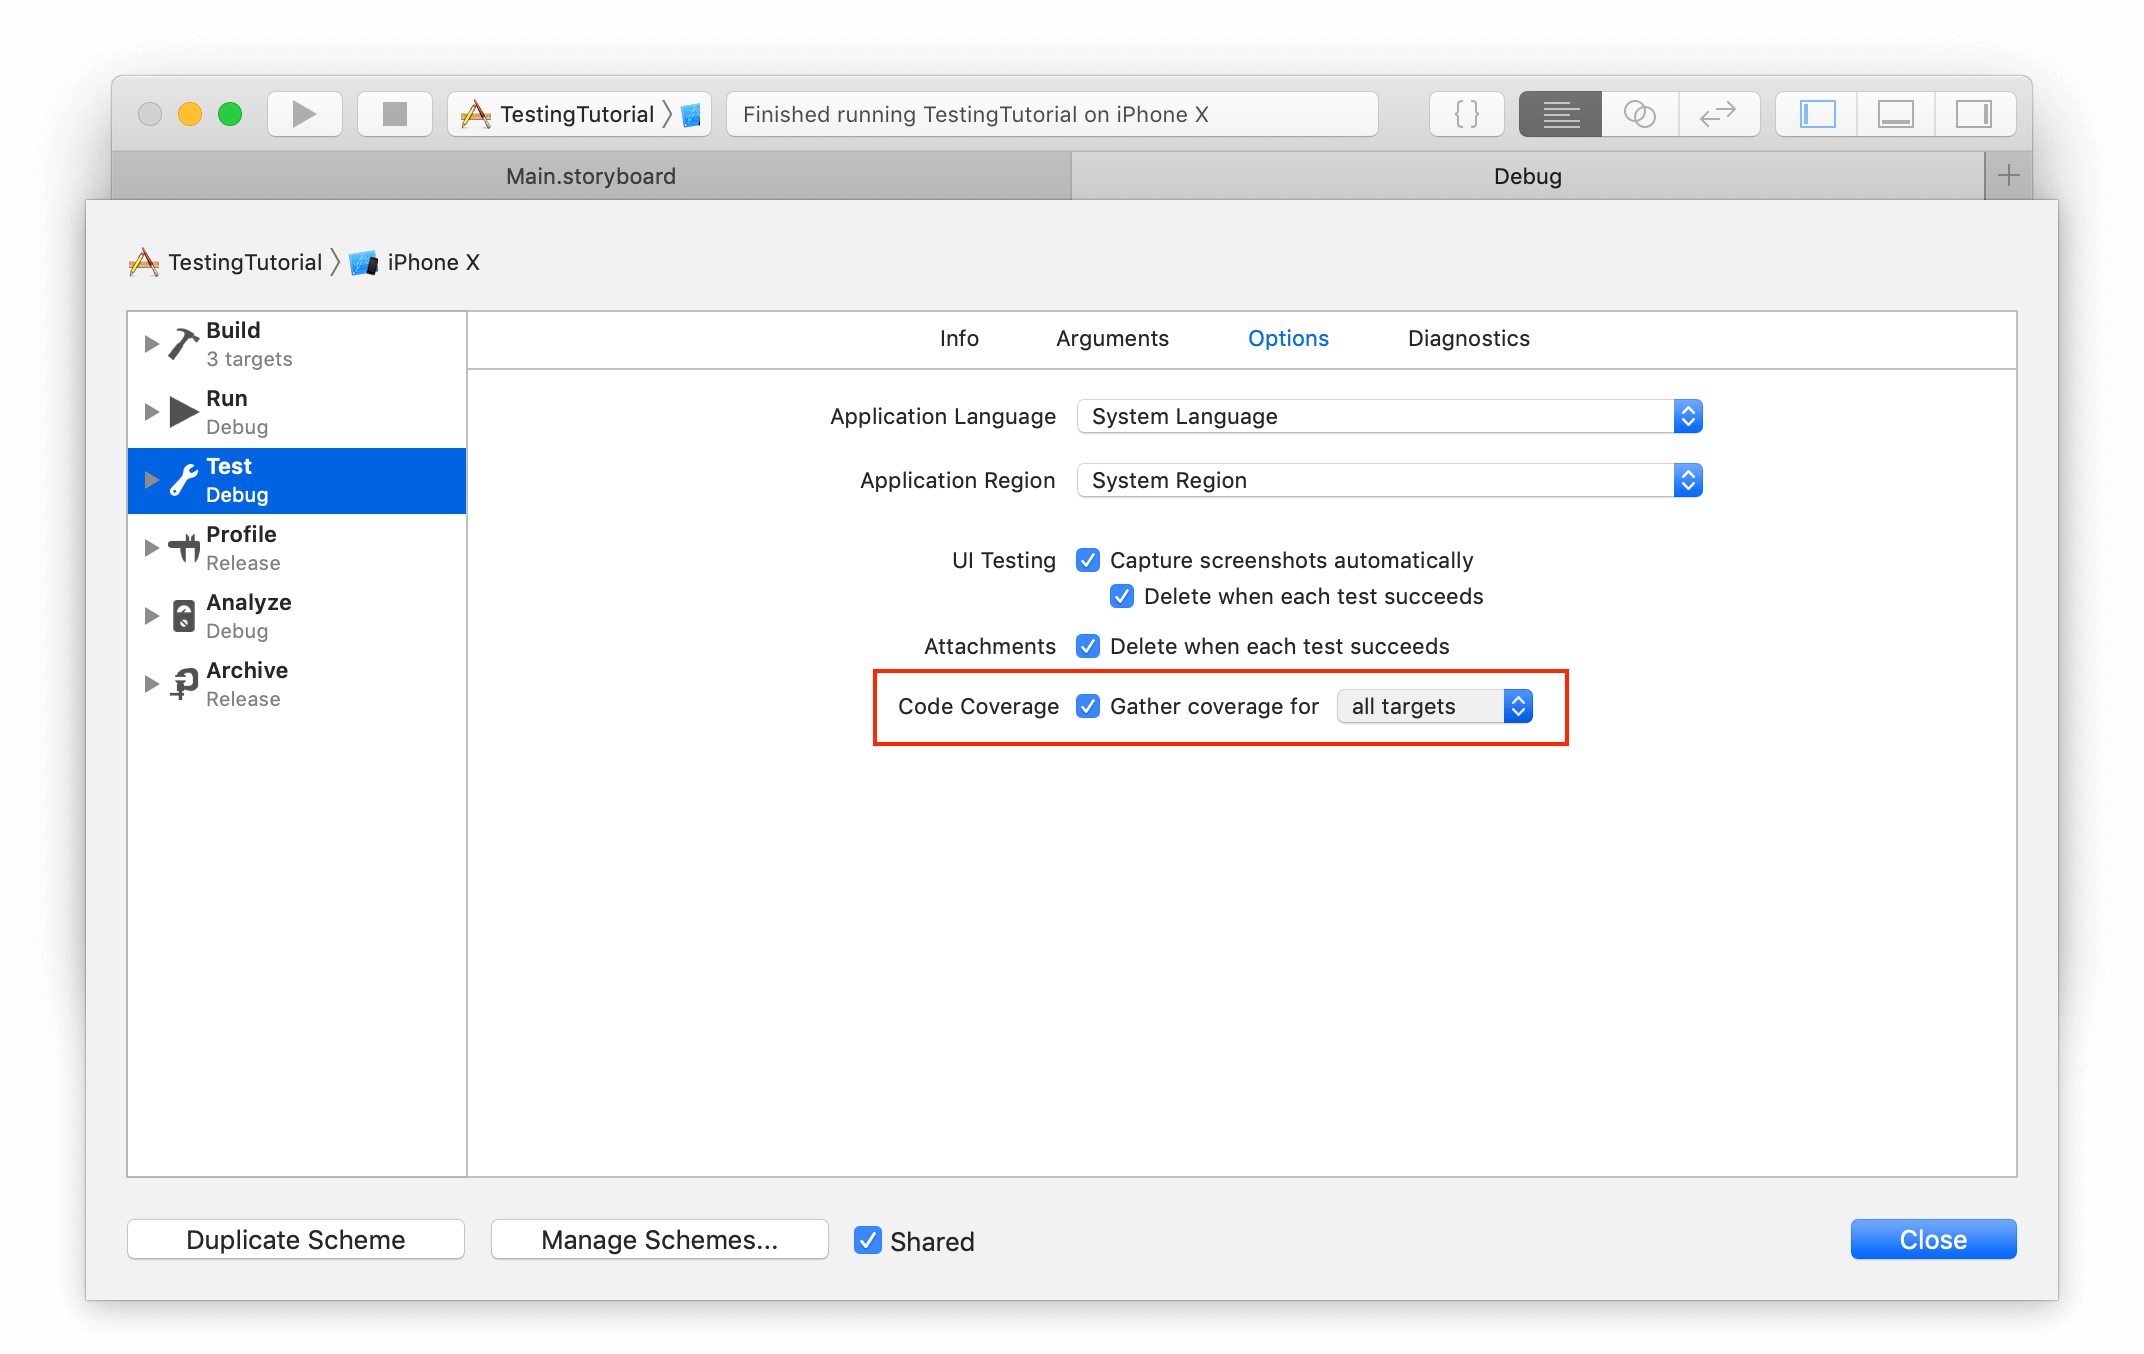 TestingTutorial
Finished running TestingTutorial on iPhone X
{ }
Main.storyboard
Debug
TestingTutorial
iPhone X
Build
3 targets
Run
Debug
Test
Debug
Profile
Release
Analyze
Debug
Archive
Release
Info Arguments Options Diagnostics
Application Language System Language
Application Region System Region
UI Testing Capture screenshots automatically
Delete when each test succeeds
Attachments Delete when each test succeeds
Code Coverage Gather coverage for all targets
Duplicate Scheme Manage Schemes... Shared Close